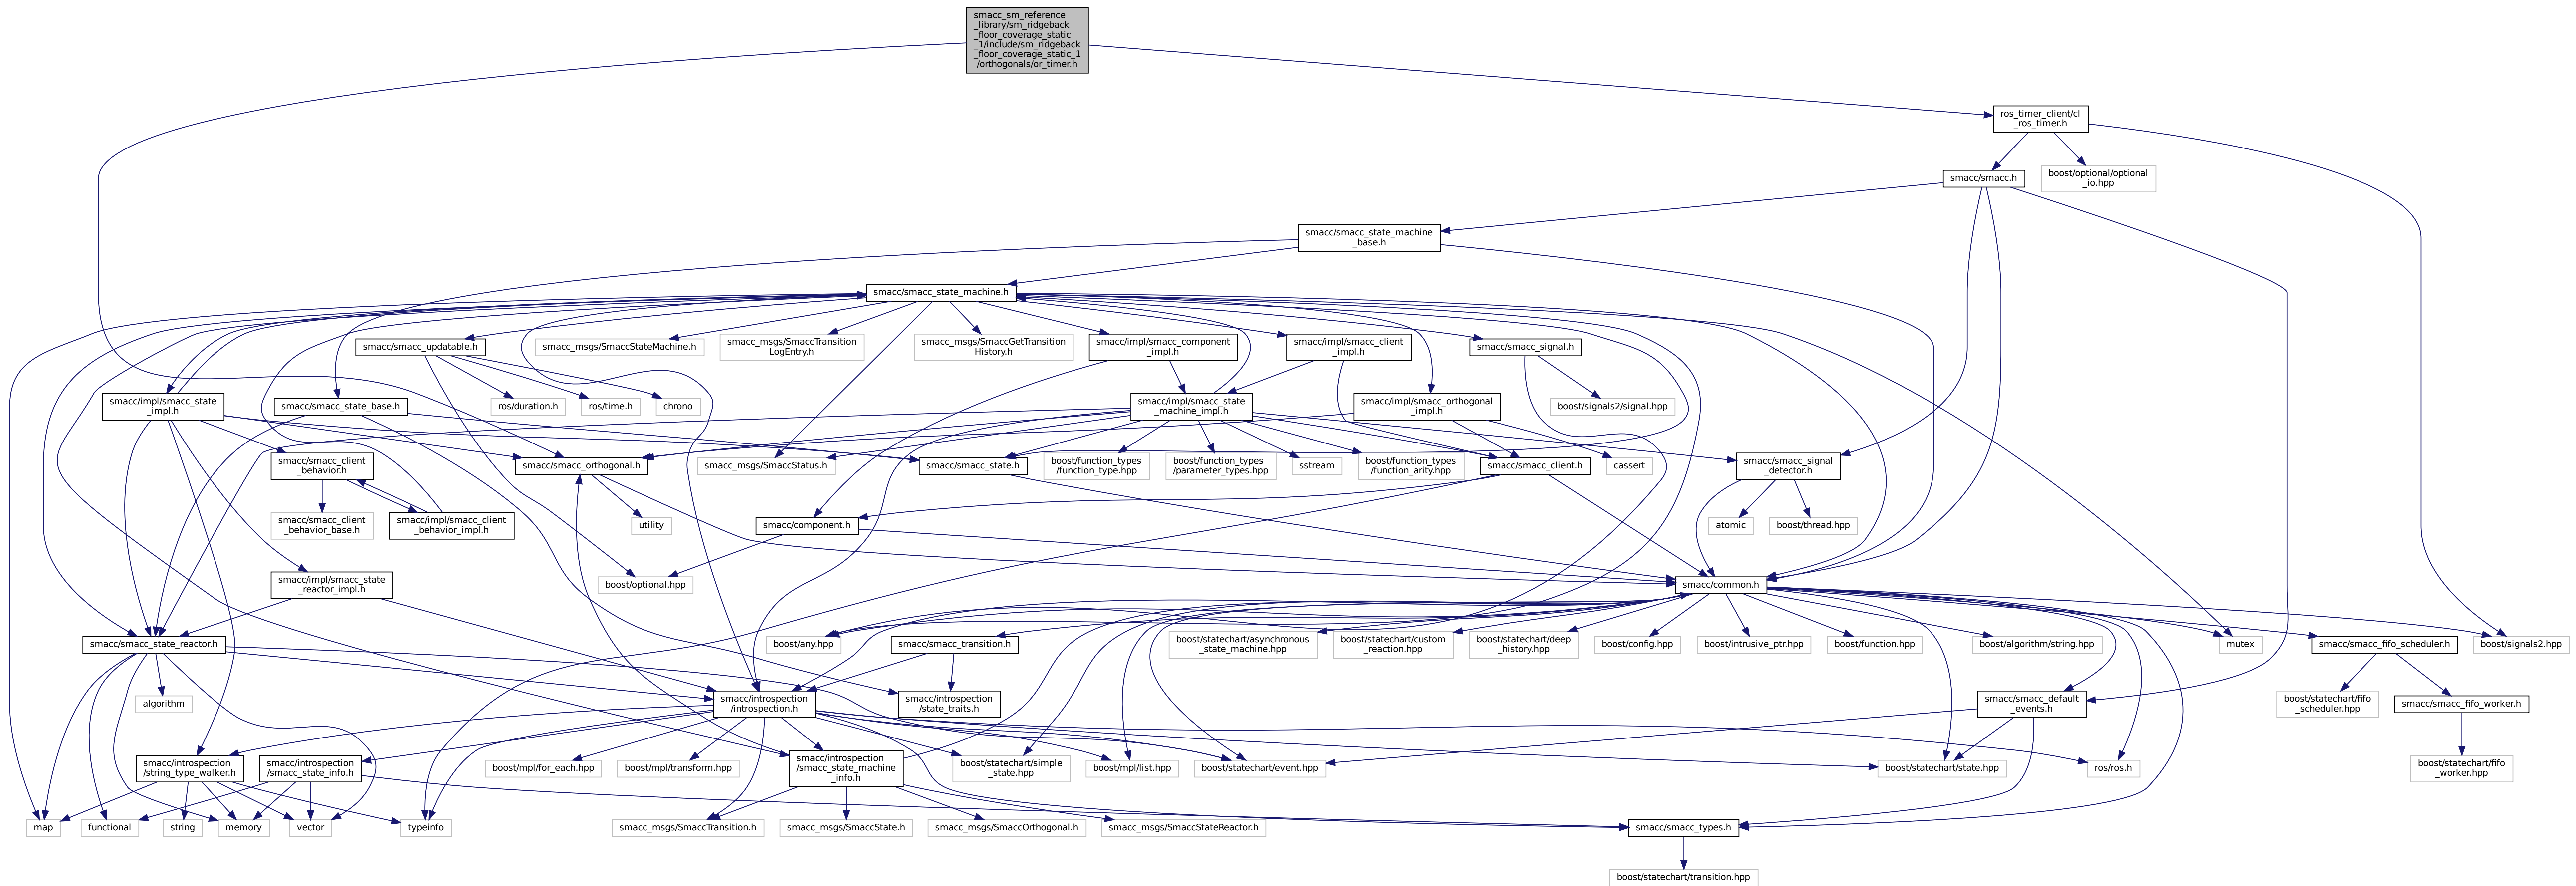 smacc_sm_reference
_library/sm_ridgeback
_floor_coverage_static
_1/include/sm_ridgeback
_floor_coverage_static_1
/orthogonals/or_timer.h
ros_timer_client/cl
_ros_timer.h
boost/optional/optional
_io.hpp
smacc/smacc.h
smacc/smacc_state_machine
_base.h
smacc/smacc_state_machine.h
smacc/smacc_updatable.h
smacc_msgs/SmaccStateMachine.h
smacc_msgs/SmaccTransition
LogEntry.h
smacc_msgs/SmaccGetTransition
History.h
smacc/impl/smacc_component
_impl.h
smacc/impl/smacc_client
_impl.h
smacc/smacc_signal.h
smacc/impl/smacc_state
_impl.h
smacc/smacc_state_base.h
ros/duration.h
ros/time.h
chrono
smacc/impl/smacc_state
_machine_impl.h
smacc/impl/smacc_orthogonal
_impl.h
boost/signals2/signal.hpp
smacc/smacc_client
_behavior.h
smacc/smacc_orthogonal.h
smacc_msgs/SmaccStatus.h
smacc/smacc_state.h
boost/function_types
/function_type.hpp
boost/function_types
/parameter_types.hpp
sstream
boost/function_types
/function_arity.hpp
smacc/smacc_client.h
cassert
smacc/smacc_signal
_detector.h
smacc/smacc_client
_behavior_base.h
smacc/impl/smacc_client
_behavior_impl.h
utility
smacc/component.h
atomic
boost/thread.hpp
smacc/impl/smacc_state
_reactor_impl.h
boost/optional.hpp
smacc/common.h
smacc/smacc_state_reactor.h
boost/any.hpp
smacc/smacc_transition.h
boost/statechart/asynchronous
_state_machine.hpp
boost/statechart/custom
_reaction.hpp
boost/statechart/deep
_history.hpp
boost/config.hpp
boost/intrusive_ptr.hpp
boost/function.hpp
boost/algorithm/string.hpp
mutex
smacc/smacc_fifo_scheduler.h
boost/signals2.hpp
algorithm
smacc/introspection
/introspection.h
smacc/introspection
/state_traits.h
smacc/smacc_default
_events.h
boost/statechart/fifo
_scheduler.hpp
smacc/smacc_fifo_worker.h
smacc/introspection
/string_type_walker.h
smacc/introspection
/smacc_state_info.h
boost/mpl/for_each.hpp
boost/mpl/transform.hpp
smacc/introspection
/smacc_state_machine
_info.h
boost/statechart/simple
_state.hpp
boost/mpl/list.hpp
boost/statechart/event.hpp
boost/statechart/state.hpp
ros/ros.h
boost/statechart/fifo
_worker.hpp
map
functional
string
memory
vector
typeinfo
smacc_msgs/SmaccTransition.h
smacc_msgs/SmaccState.h
smacc_msgs/SmaccOrthogonal.h
smacc_msgs/SmaccStateReactor.h
smacc/smacc_types.h
boost/statechart/transition.hpp